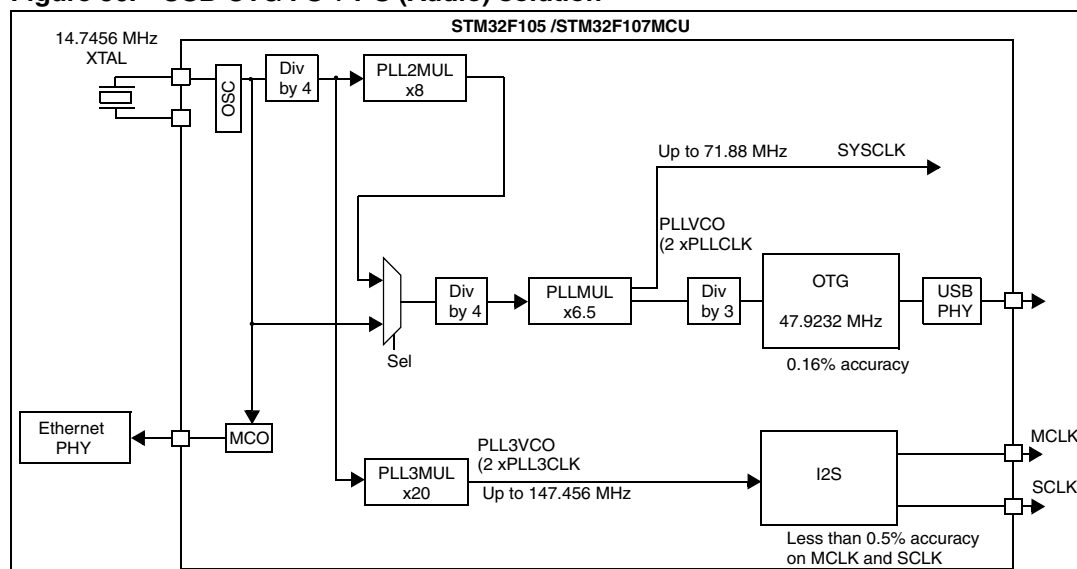 Figure USB OTG FS + (Audio) solution
STM32F105 /STM32F107MCU
14.7456 MHz
XTAL
OSC
Div
by 4
PLL2MUL
x8
Up to 71.88 MHz
SYSCLK
PLLVCO
(2 xPLLCLK
Div
by 4
PLLMUL
x6.5
Div
by 3
OTG
47.9232 MHz
USB
PHY
Sel
0.16% accuracy
Ethernet
PHY
MCO
PLL3MUL
x20
PLL3VCO
(2 xPLL3CLK
Up to 147.456 MHz
I2S
MCLK
SCLK
Less than 0.5% accuracy
on MCLK and SCLK